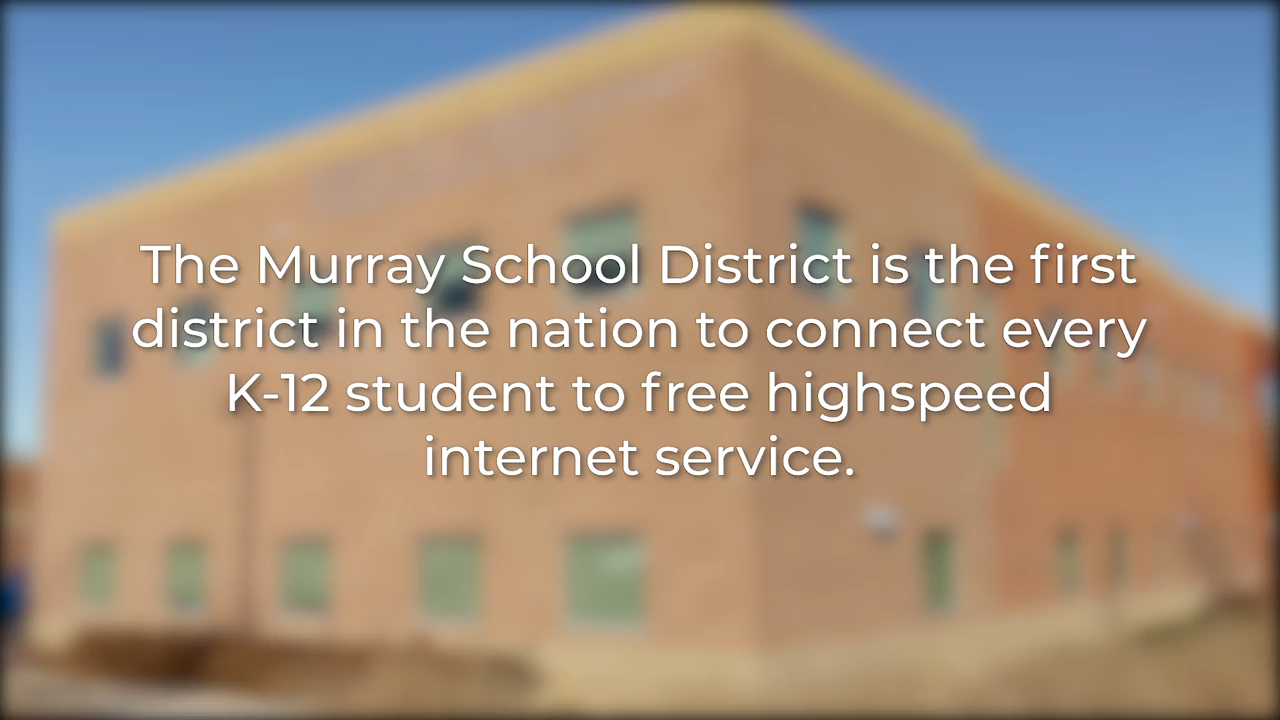 The Murray School District is the first
district in the nation to connect every
K-12 student to free highspeed
internet service.